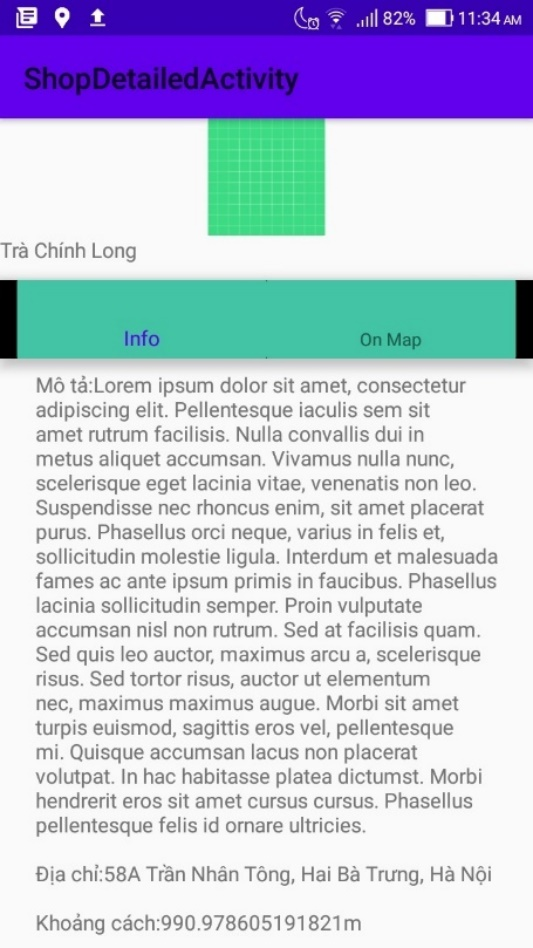 82% 11:34 AM
ShopDetailedActivity
Trà Chính Long
Info
On Map
Mô tả:Lorem ipsum dolor sit amet, consectetur
adipiscing elit. Pellentesque iaculis sem sit
amet rutrum facilisis. Nulla convallis dui in
metus aliquet accumsan. Vivamus nulla nunc,
scelerisque eget lacinia vitae, venenatis non leo.
Suspendisse nec rhoncus enim, sit amet placerat
purus. Phasellus orci neque, varius in felis et,
sollicitudin molestie ligula. Interdum et malesuada
fames ac ante ipsum primis in faucibus. Phasellus
lacinia sollicitudin semper. Proin vulputate
accumsan nisl non rutrum. Sed at facilisis quam.
Sed quis leo auctor, maximus arcu a, scelerisque
risus. Sed tortor risus, auctor ut elementum
nec, maximus maximus augue. Morbi sit amet
turpis euismod, sagittis eros vel, pellentesque
mi. Quisque accumsan lacus non placerat
volutpat. In hac habitasse platea dictumst. Morbi
hendrerit eros sit amet cursus cursus. Phasellus
pellentesque felis id ornare ultricies.
Địa chỉ:58A Trần Nhân Tông, Hai Bà Trưng, Hà Nội
Khoảng cách:990.978605191821m